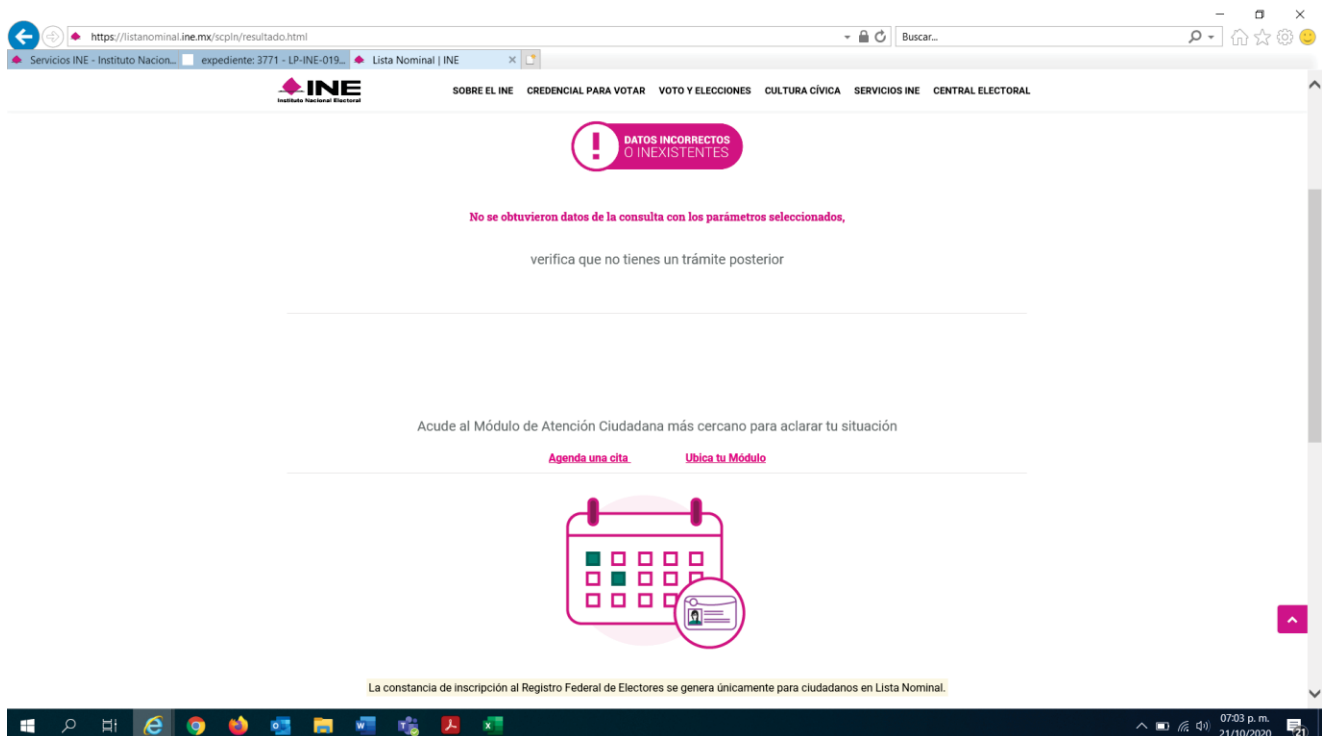 https://listanominal.ine.mx/scpln/resultado.html
Buscar...
Servicios INE - Instituto Nacion...
expediente: 3771 - LP-INE-019...
Lista Nominal | INE
INE
Instituto Nacional Electoral
SOBRE EL INE CREDENCIAL PARA VOTAR VOTO Y ELECCIONES CULTURA CÍVICA SERVICIOS INE CENTRAL ELECTORAL
DATOS INCORRECTOS
O INEXISTENTES
No se obtuvieron datos de la consulta con los parámetros seleccionados,
verifica que no tienes un trámite posterior
Acude al Módulo de Atención Ciudadana más cercano para aclarar tu situación
Agenda una cita Ubica tu Módulo
La constancia de inscripción al Registro Federal de Electores se genera únicamente para ciudadanos en Lista Nominal.
07:03 p. m.
21/10/2020
21